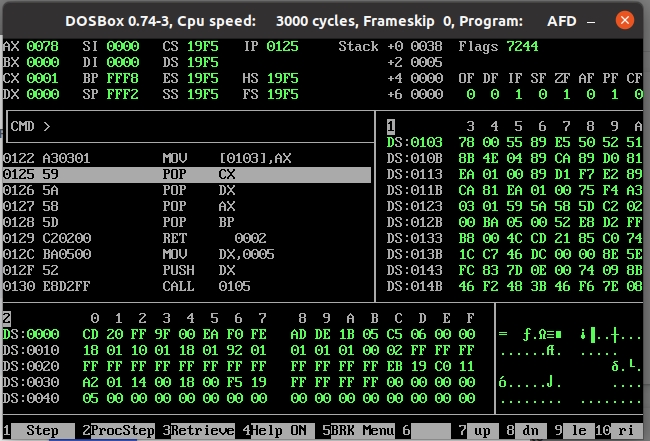 DOSBox 0.74-3, Cpu speed: 3000 cycles, Frameskip 0, Program: AFD
AX 0078 SI 0000 CS 19F5 IP 0125 Stack +0 0038 Flags 7244
BX 0000 DI 0000 DS 19F5 +2 0005
CX 0001 BP FFF8 ES 19F5 HS 19F5 +4 0000 OF DF IF SF ZF AF PF CF
DX 0000 SP FFF2 SS 19F5 FS 19F5 +6 0000 0 0 1 0 1 0 1 0
CMD >
1 3 4 5 6 7 8 9 A
DS:0103 78 00 55 89 E5 50 52 51
DS:010B 8B 4E 04 89 CA 89 D0 81
DS:0113 EA 01 00 89 D1 F7 E2 89
DS:011B CA 81 EA 01 00 75 F4 A3
DS:0123 03 01 59 5A 58 5D C2 02
DS:012B 00 BA 05 00 52 E8 D2 FF
DS:0133 B8 00 4C CD 21 85 C0 74
DS:013B 1C C7 46 DC 00 00 8E 5E
DS:0143 FC 83 7D 0E 00 74 09 8B
DS:014B 46 F2 48 3B 46 F6 7E 08
0122 A30301 MOV [0103],AX
0125 59 POP CX
0126 5A POP DX
0127 58 POP AX
0128 5D POP BP
0129 C20200 RET 0002
012C BA0500 MOV DX,0005
012F 52 PUSH DX
0130 E8D2FF CALL 0105
2 0 1 2 3 4 5 6 7 8 9 A B C D E F
DS:0000 CD 20 FF 9F 00 EA F0 FE AD DE 1B 05 C5 06 00 00
DS:0010 18 01 10 01 18 01 92 01 01 01 01 00 02 FF FF FF
DS:0020 FF FF FF FF FF FF FF FF FF FF FF FF EB 19 C0 11
DS:0030 A2 01 14 00 18 00 F5 19 FF FF FF FF 00 00 00 00
DS:0040 05 00 00 00 00 00 00 00 00 00 00 00 00 00 00 00
= ƒ.Ω≡■ ¡▐..┼...
.......Æ. .....
δ.└.
ó.....J. ....
........ ........
1 Step 2ProcStep 3Retrieve 4Help ON 5BRK Menu 6 7 up 8 dn 9 le 10 ri